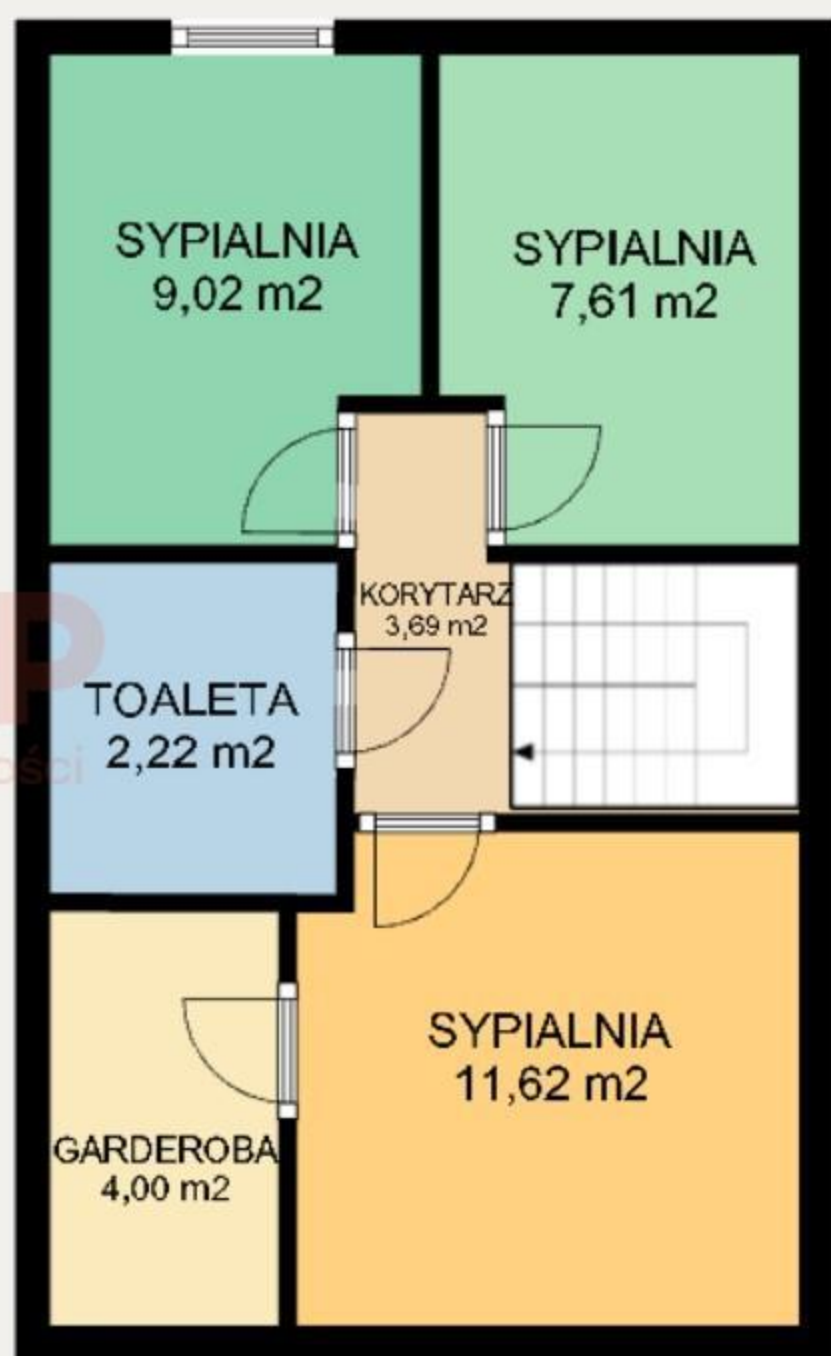 SYPIALNIA
9,02 m2
SYPIALNIA
7,61 m2
KORYTARZ
3,69 m2
P
ości
TOALETA
2,22 m2
SYPIALNIA
11,62 m2
GARDEROBA
4,00 m2